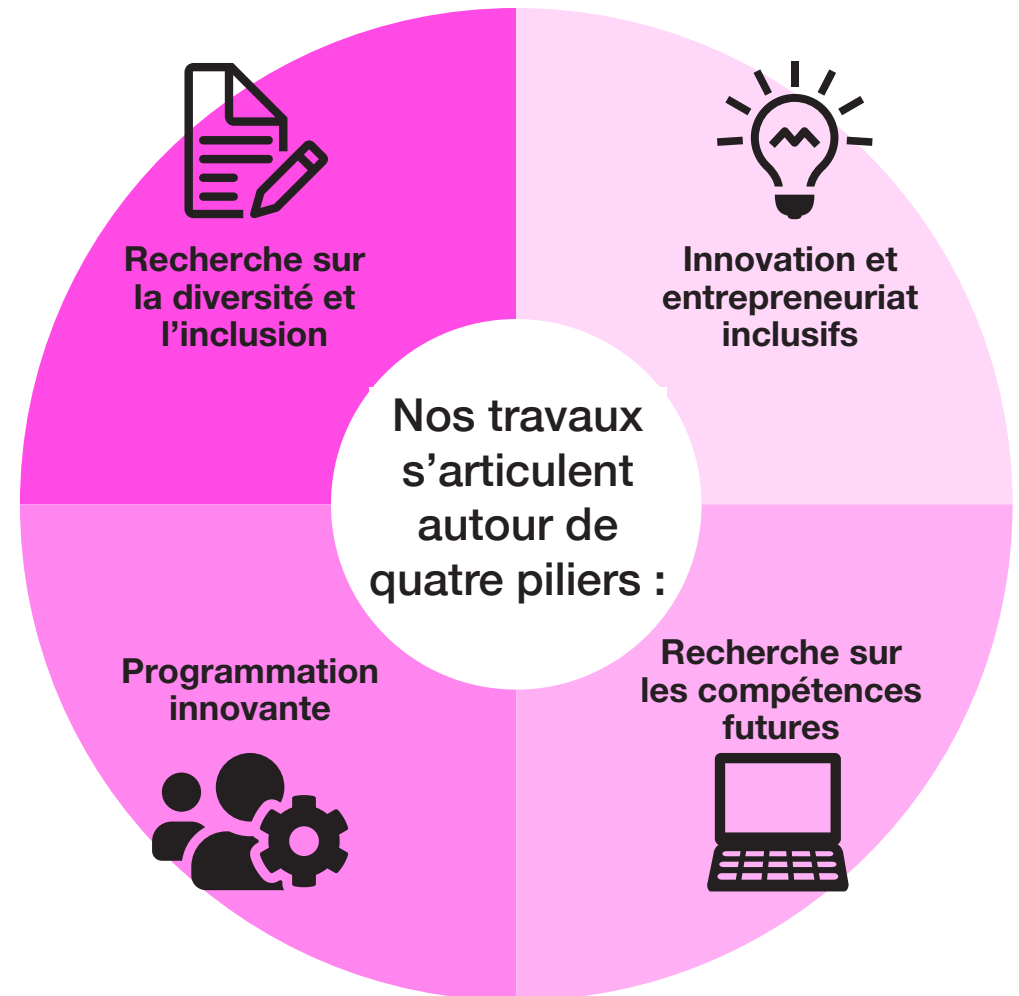 Recherche sur
la diversité et
l’inclusion
Innovation et
entrepreneuriat
inclusifs
Nos travaux
s’articulent
autour de
quatre piliers :
Programmation
innovante
Recherche sur
les compétences
futures